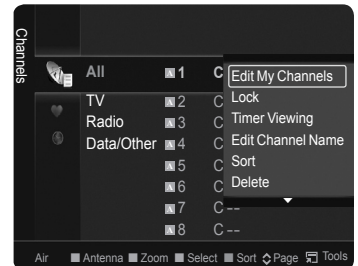 Channels
All A 1 C
TV A 2 C
Radio A 3 C
Data/Other A 4 C
A 5 C
A 6 C
A 7 C --
A 8 C --
Edit My Channels
Lock
Timer Viewing
Edit Channel Name
Sort
Delete
Air Antenna Zoom Select Sort Page Tools